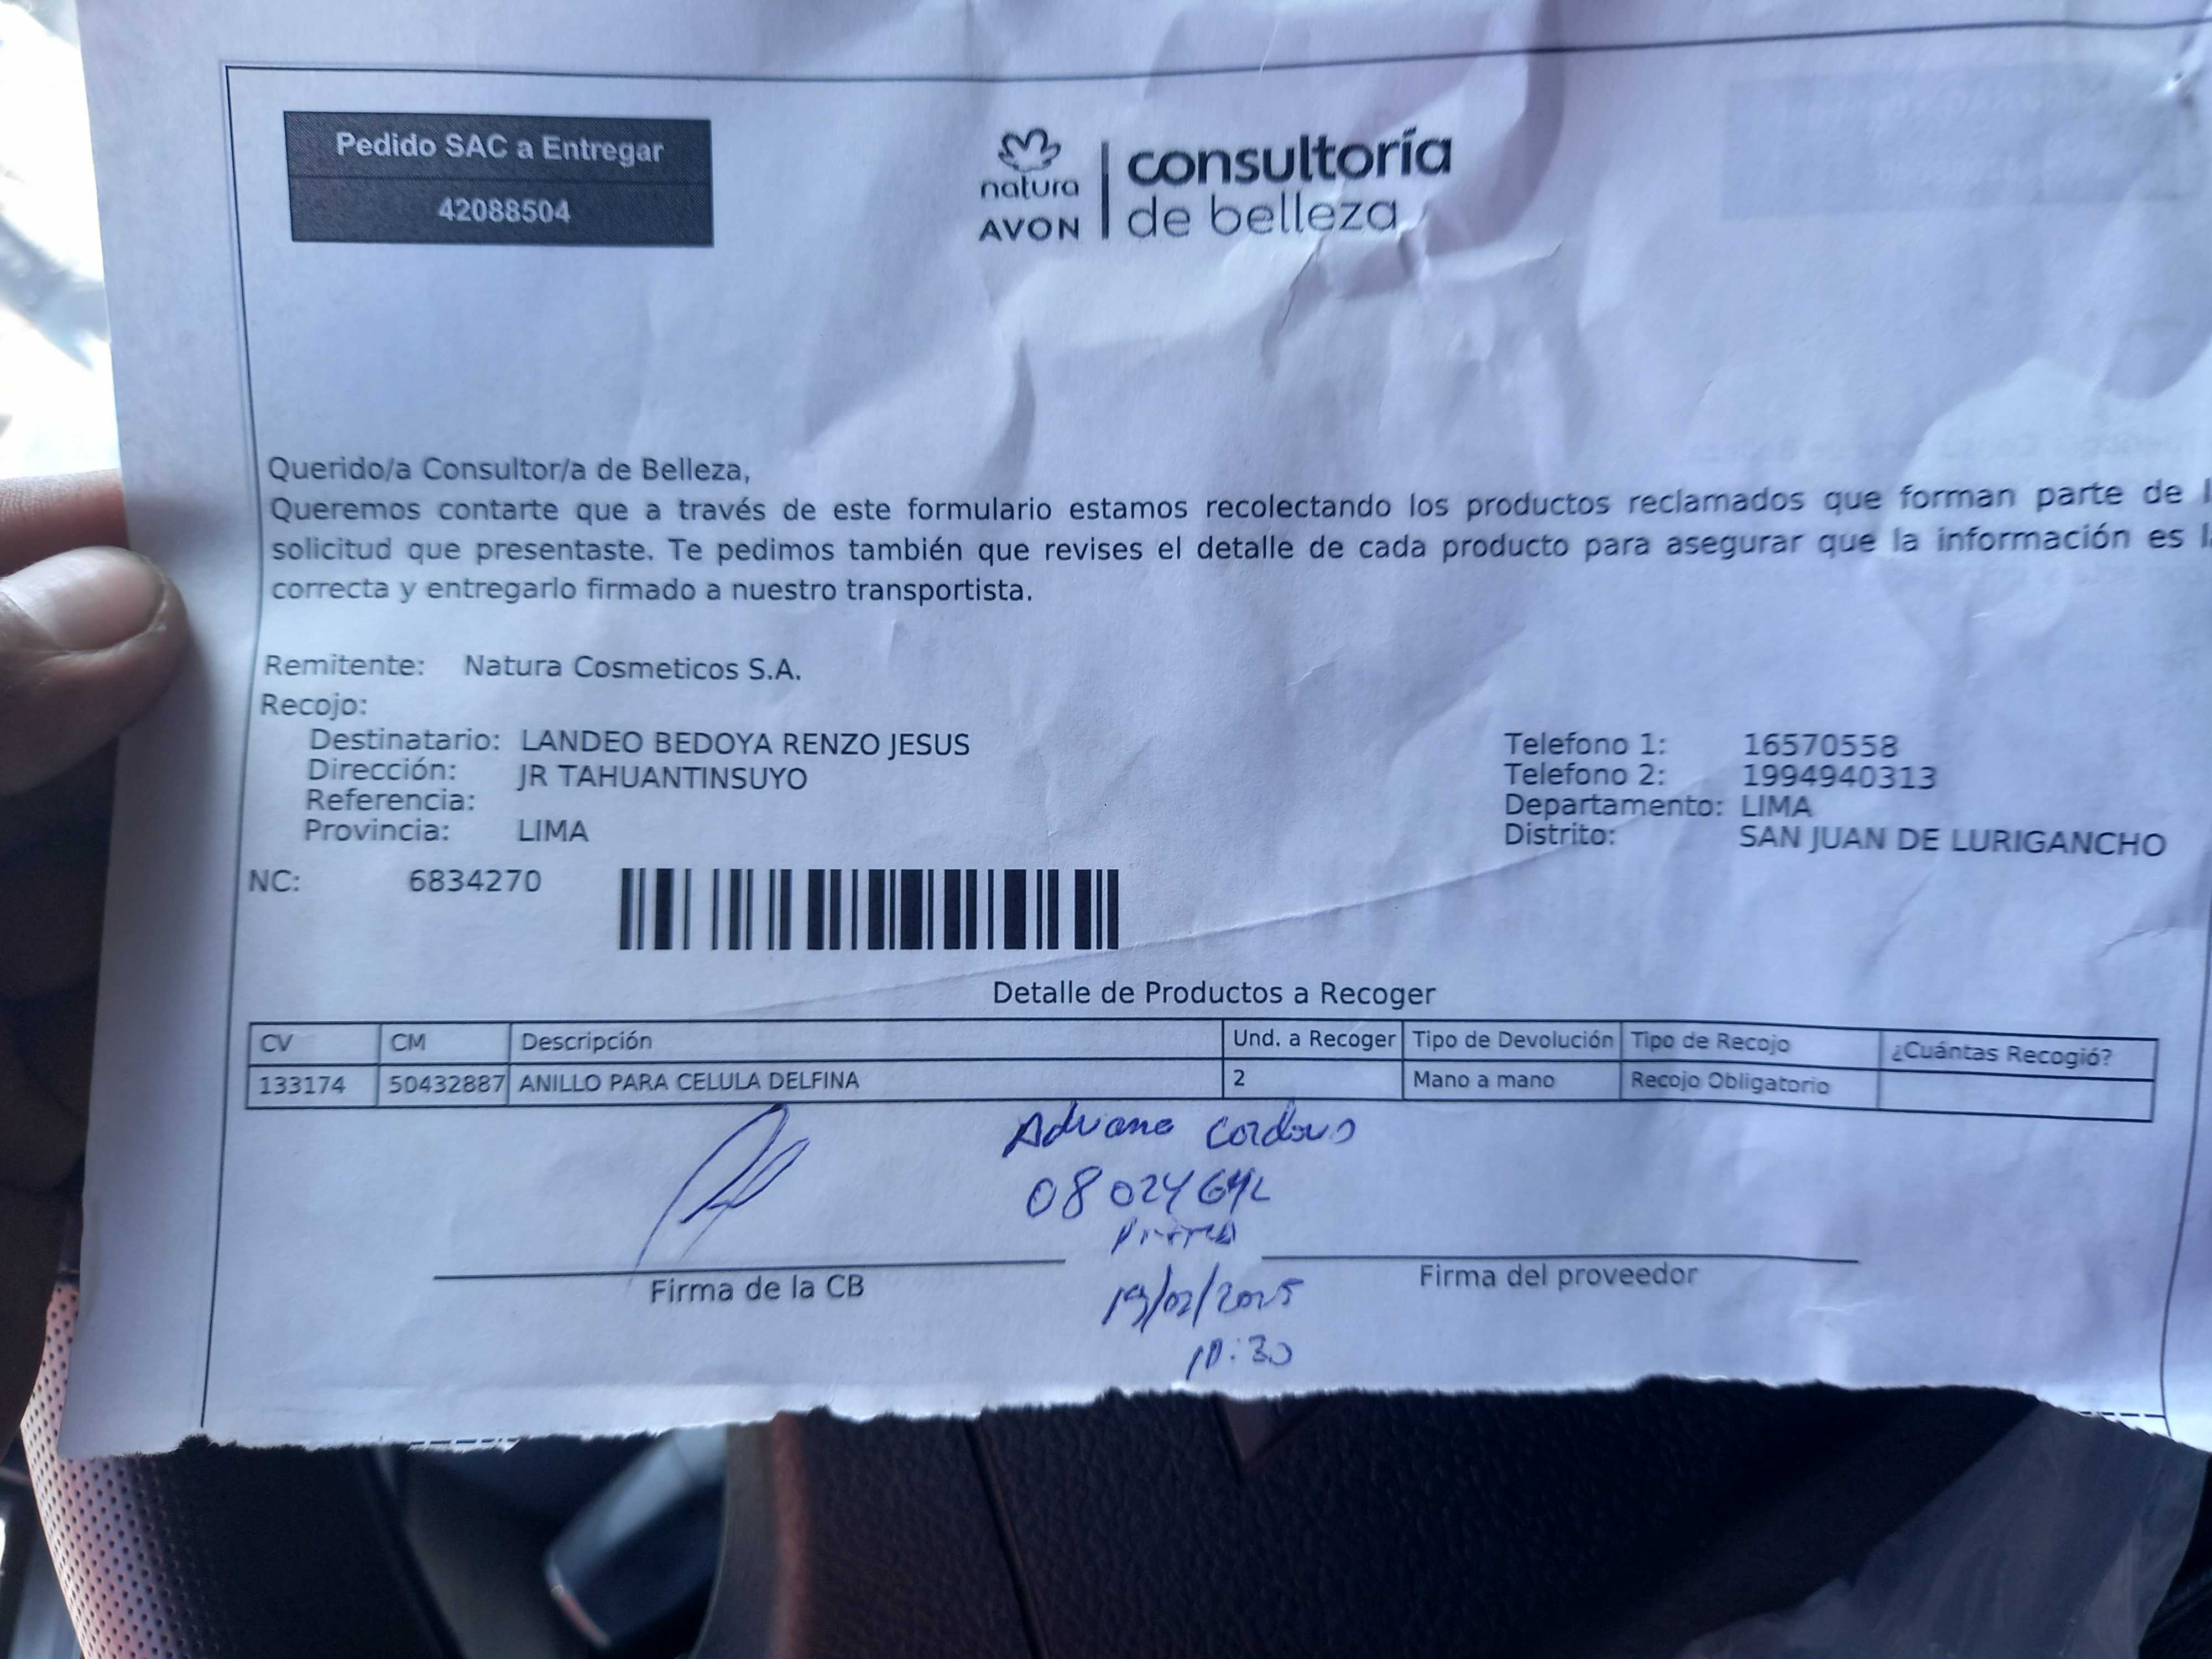 Pedido SAC a Entregar
42088504
natura
AVON
consultoría
de belleza
Querido/a Consultor/a de Belleza,
Queremos contarte que a través de este formulario estamos recolectando los productos reclamados que forman parte de
solicitud que presentaste. Te pedimos también que revises el detalle de cada producto para asegurar que la información es
correcta y entregarlo firmado a nuestro transportista.
Remitente: Natura Cosmeticos S.A.
Recojo:
Destinatario: LANDEO BEDOYA RENZO JESUS
Dirección: JR TAHUANTINSUYO
Referencia:
Provincia: LIMA
Telefono 1: 16570558
Telefono 2: 1994940313
Departamento: LIMA
Distrito: SAN JUAN DE LURIGANCHO
NC: 6834270
Detalle de Productos a Recoger
CV CM Descripción Und. a Recoger Tipo de Devolución Tipo de Recojo ¿Cuántas Recogió?
133174 50432887 ANILLO PARA CELULA DELFINA 2 Mano a mano Recojo Obligatorio
Adriana Cordova
19/02/2025
Firma de la CB
Firma del proveedor